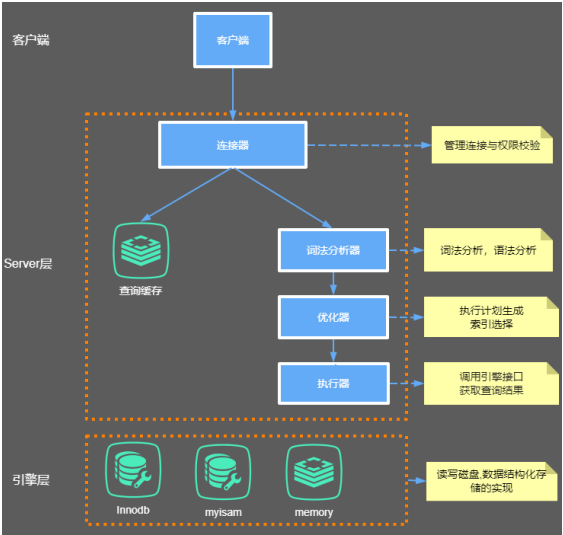 客户端
客户端
连接器
管理连接与权限校验
Server层
查询缓存
词法分析器
词法分析，语法分析
优化器
执行计划生成
索引选择
执行器
调用引擎接口
获取查询结果
引擎层
Innodb
myisam
memory
读写磁盘,数据结构化存
储的实现